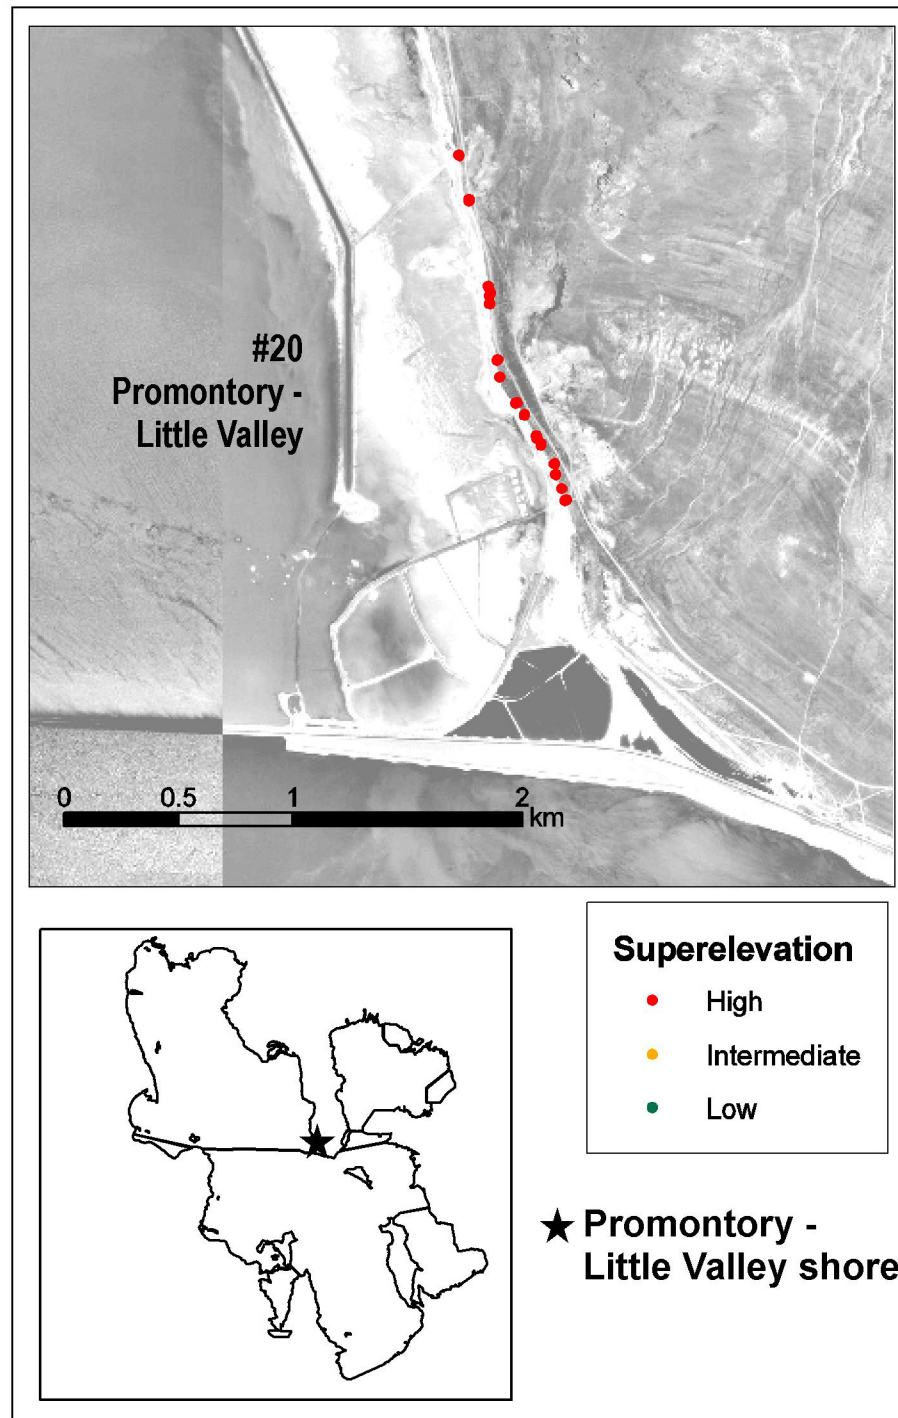 #20
Promontory -
Little Valley
0 0.5 1 2
km
Superelevation
High
Intermediate
Low
Promontory -
Little Valley shore